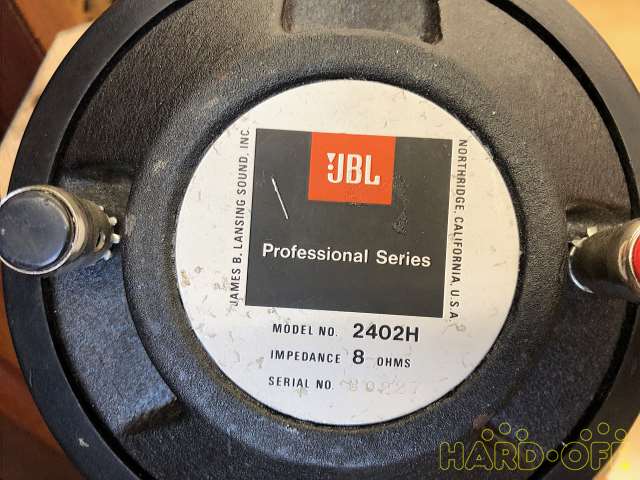 JBL
Professional Series
JAMES B. LANSING SOUND, INC.
NORTHRIDGE, CALIFORNIA, U.S.A.
MODEL NO. 2402H
IMPEDANCE 8 OHMS
SERIAL NO.
HARD-OFF